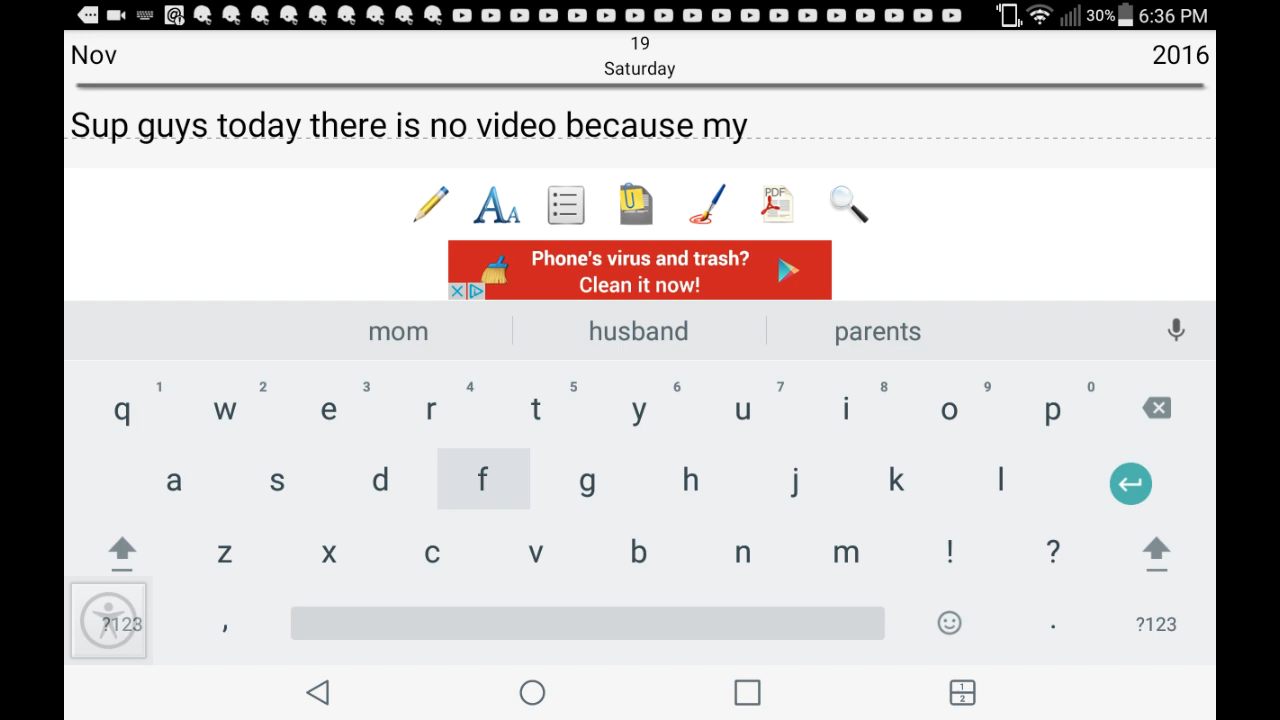 30% 6:36 PM
Nov 19 2016
Saturday
Sup guys today there is no video because my
PDF
Phone's virus and trash?
Clean it now!
mom husband parents
1 2 3 4 5 6 7 8 9 0
q w e r t y u i o p
a s d f g h j k l
z x c v b n m ! ?
?123 , . ?123
1
2